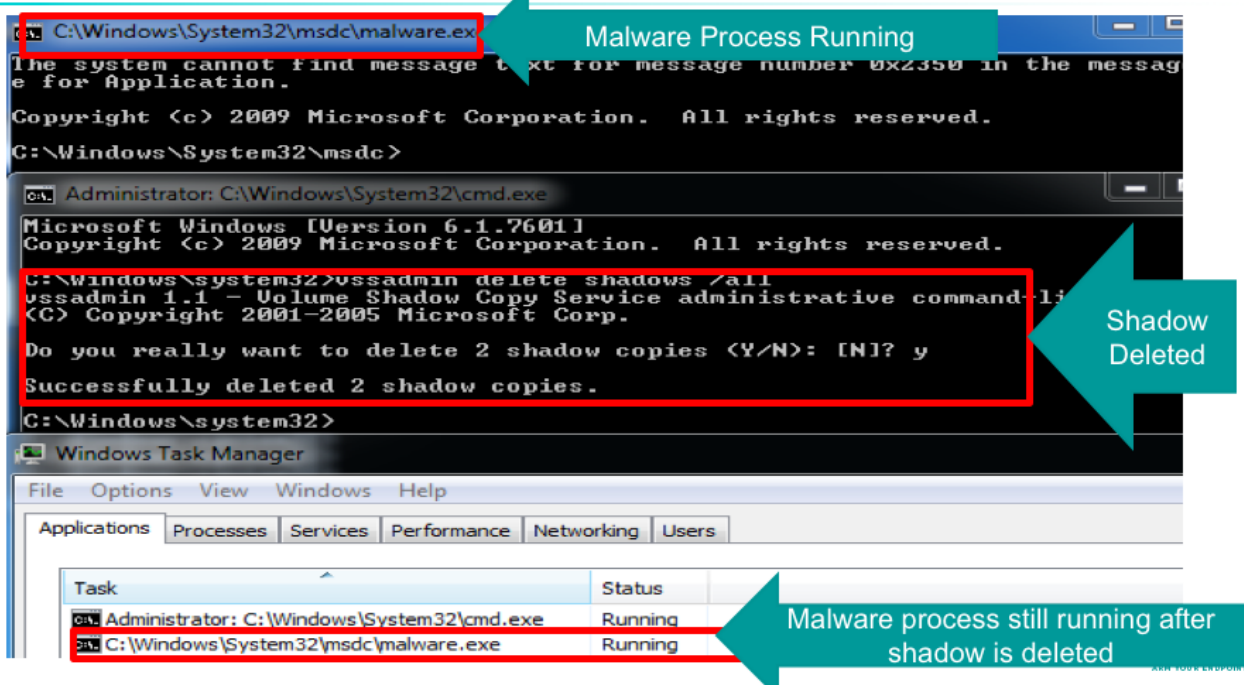 C:\Windows\System32\msdc\malware.ex
Malware Process Running
The system cannot find message text for message number 0x2350 in the messag
e for Application.
Copyright (c) 2009 Microsoft Corporation. All rights reserved.
C:\Windows\System32\msdc>
Administrator: C:\Windows\System32\cmd.exe
Microsoft Windows [Version 6.1.7601]
Copyright (c) 2009 Microsoft Corporation. All rights reserved.
C:\Windows\system32>vssadmin delete shadows /all
vssadmin 1.1 - Volume Shadow Copy Service administrative command-li
(C) Copyright 2001-2005 Microsoft Corp.
Do you really want to delete 2 shadow copies (Y/N): [N]? y
Successfully deleted 2 shadow copies.
C:\Windows\system32>
Shadow
Deleted
Windows Task Manager
File Options View Windows Help
Applications Processes Services Performance Networking Users
Task Status
Administrator: C:\Windows\System32\cmd.exe Running
C:\Windows\System32\msdc\malware.exe Running
Malware process still running after
shadow is deleted
ARM YOUR ENDPOIN